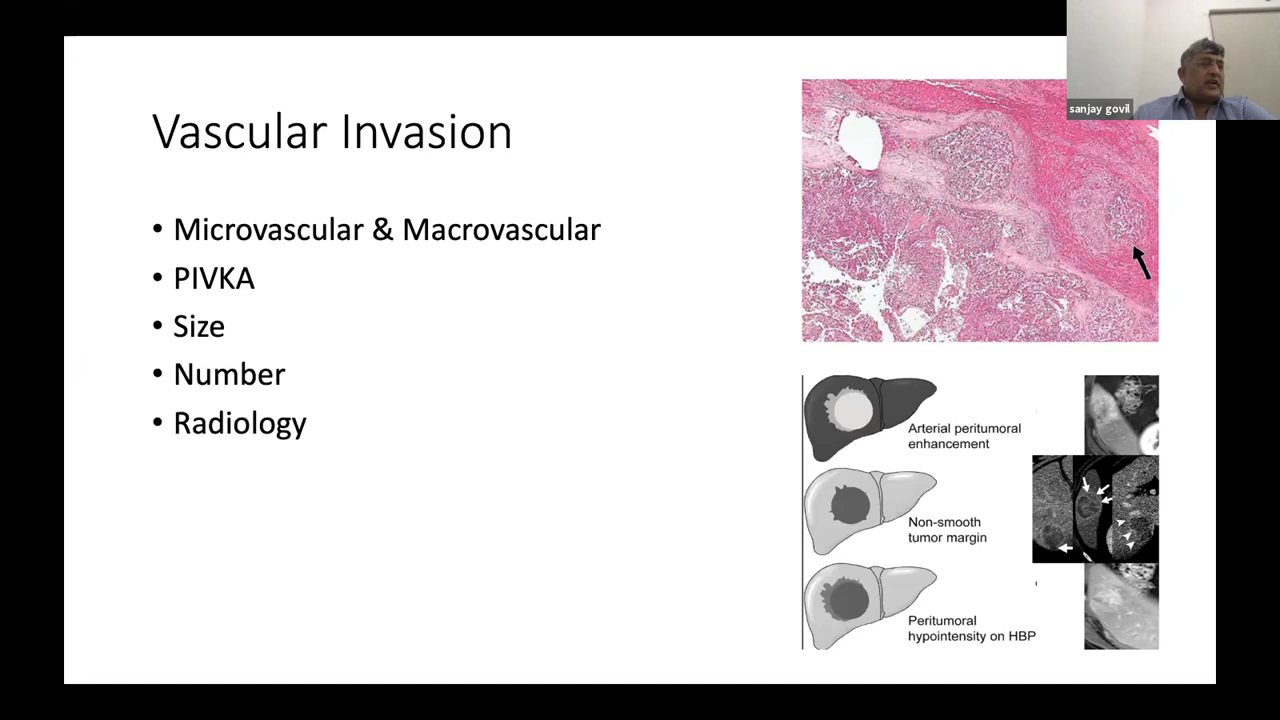 sanjay govil
Vascular Invasion
• Microvascular & Macrovascular
• PIVKA
• Size
• Number
• Radiology
Arterial peritumoral
enhancement
Non-smooth
tumor margin
Peritumoral
hypointensity on HBP